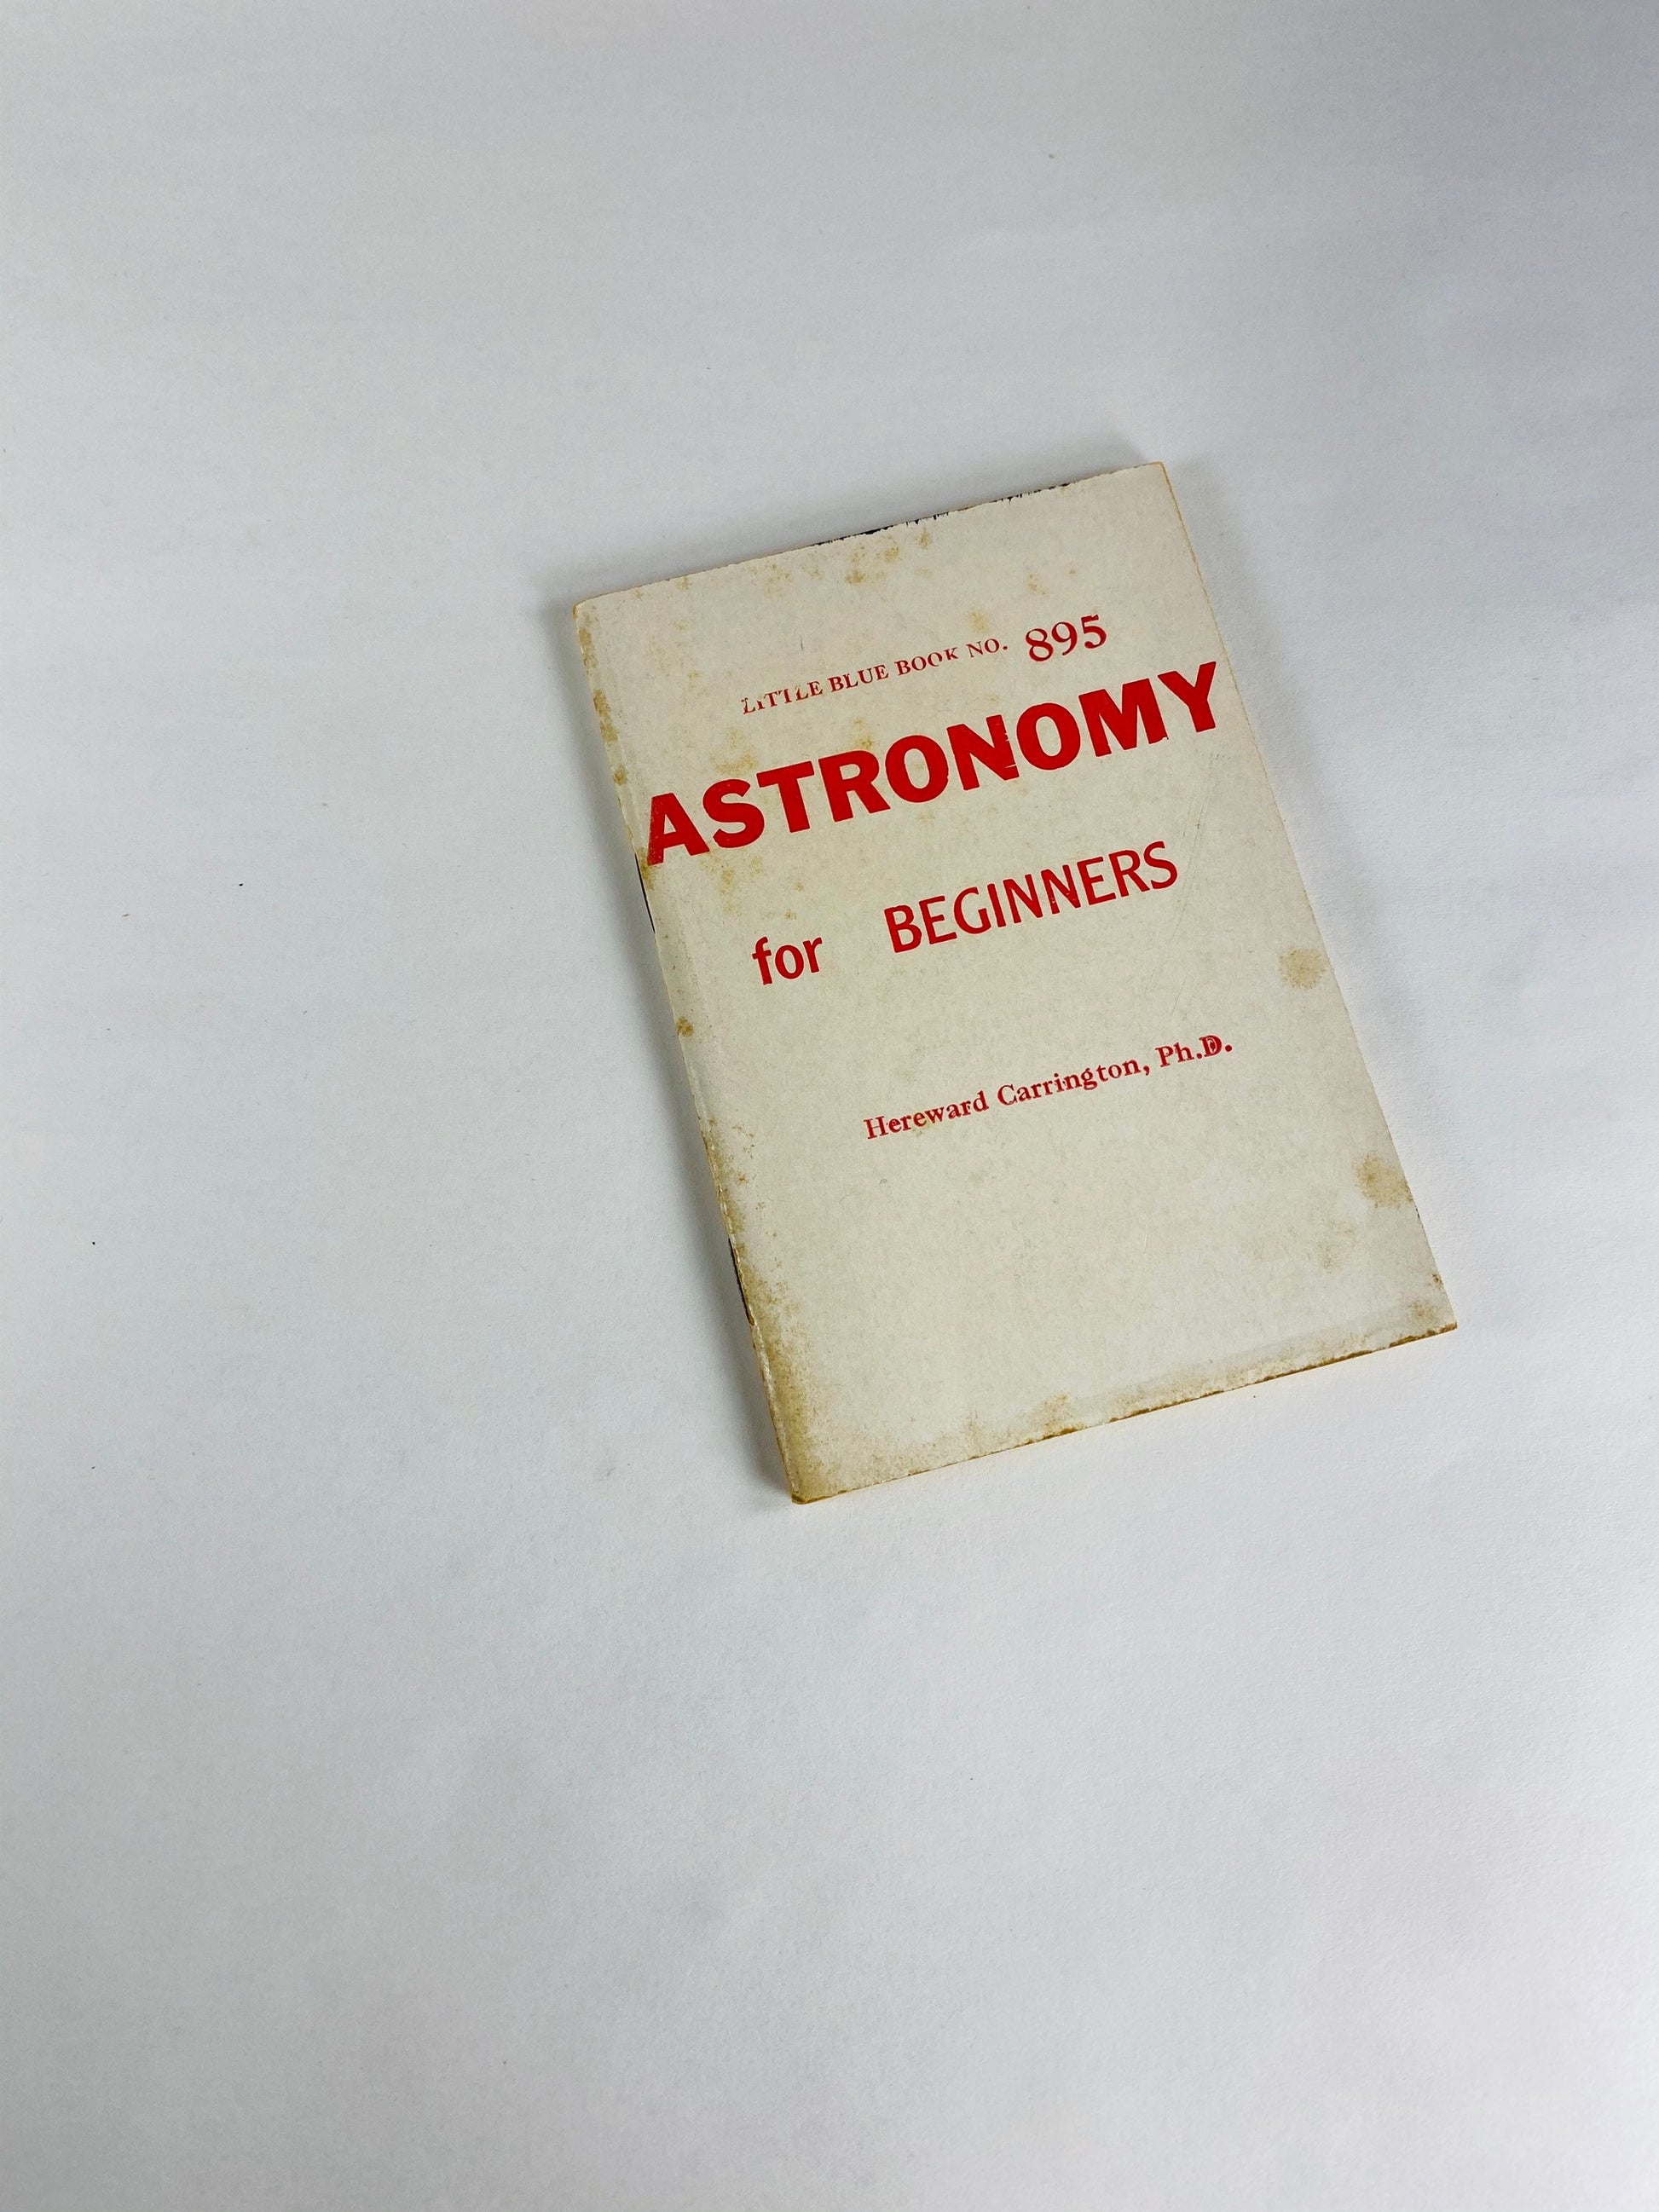 LITTLE BLUE BOOK NO. 895
ASTRONOMY
for BEGINNERS
Hereward Carrington, Ph.D.